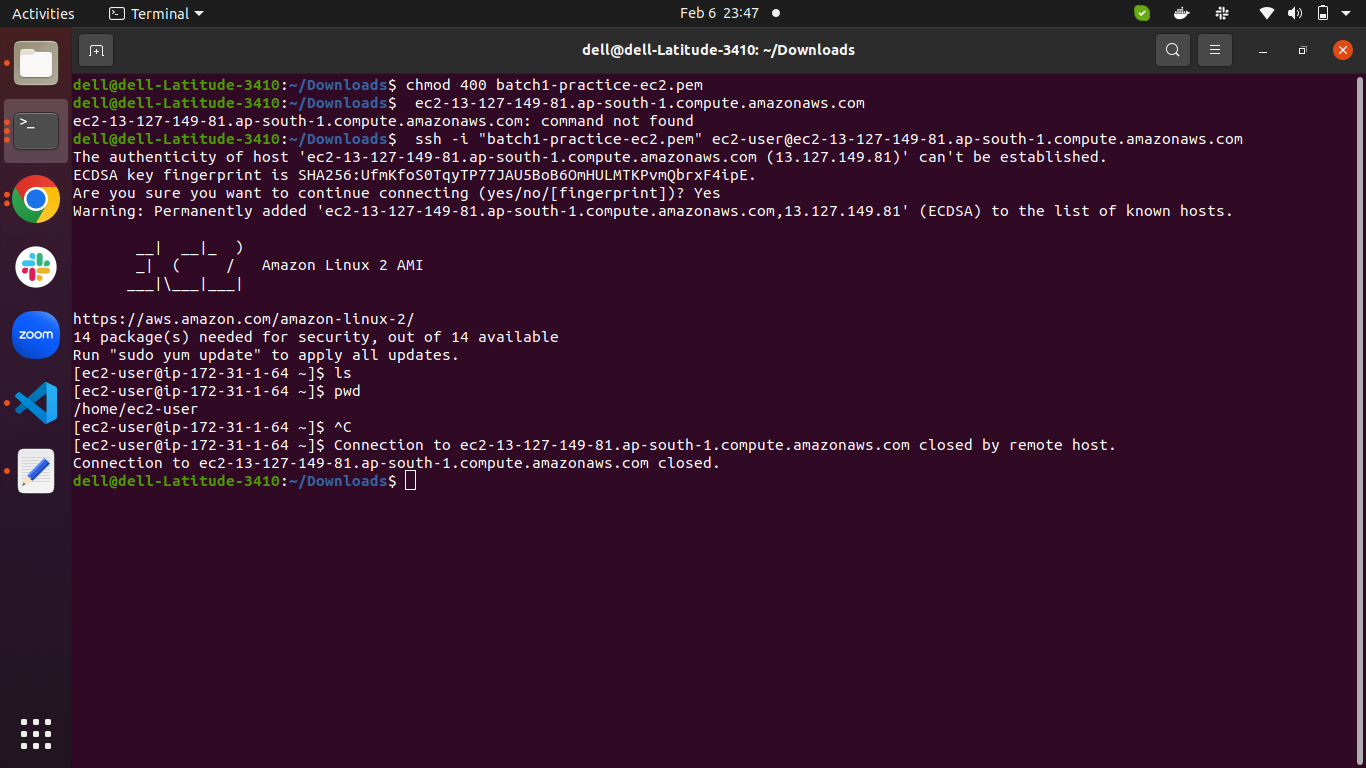 Activities
Terminal
Feb 6 23:47
dell@dell-Latitude-3410: ~/Downloads
dell@dell-Latitude-3410:~/Downloads$ chmod 400 batch1-practice-ec2.pem
dell@dell-Latitude-3410:~/Downloads$  ec2-13-127-149-81.ap-south-1.compute.amazonaws.com
ec2-13-127-149-81.ap-south-1.compute.amazonaws.com: command not found
dell@dell-Latitude-3410:~/Downloads$  ssh -i "batch1-practice-ec2.pem" ec2-user@ec2-13-127-149-81.ap-south-1.compute.amazonaws.com
The authenticity of host 'ec2-13-127-149-81.ap-south-1.compute.amazonaws.com (13.127.149.81)' can't be established.
ECDSA key fingerprint is SHA256:UfmKfoS0TqyTP77JAU5BoB6OmHULMTKPvmQbrxF4ipE.
Are you sure you want to continue connecting (yes/no/[fingerprint])? Yes
Warning: Permanently added 'ec2-13-127-149-81.ap-south-1.compute.amazonaws.com,13.127.149.81' (ECDSA) to the list of known hosts.
       __|  __|_  )
       _|  (     /   Amazon Linux 2 AMI
      ___|\___|___|
https://aws.amazon.com/amazon-linux-2/
14 package(s) needed for security, out of 14 available
Run "sudo yum update" to apply all updates.
[ec2-user@ip-172-31-1-64 ~]$ ls
[ec2-user@ip-172-31-1-64 ~]$ pwd
/home/ec2-user
[ec2-user@ip-172-31-1-64 ~]$ ^C
[ec2-user@ip-172-31-1-64 ~]$ Connection to ec2-13-127-149-81.ap-south-1.compute.amazonaws.com closed by remote host.
Connection to ec2-13-127-149-81.ap-south-1.compute.amazonaws.com closed.
dell@dell-Latitude-3410:~/Downloads$
zoom